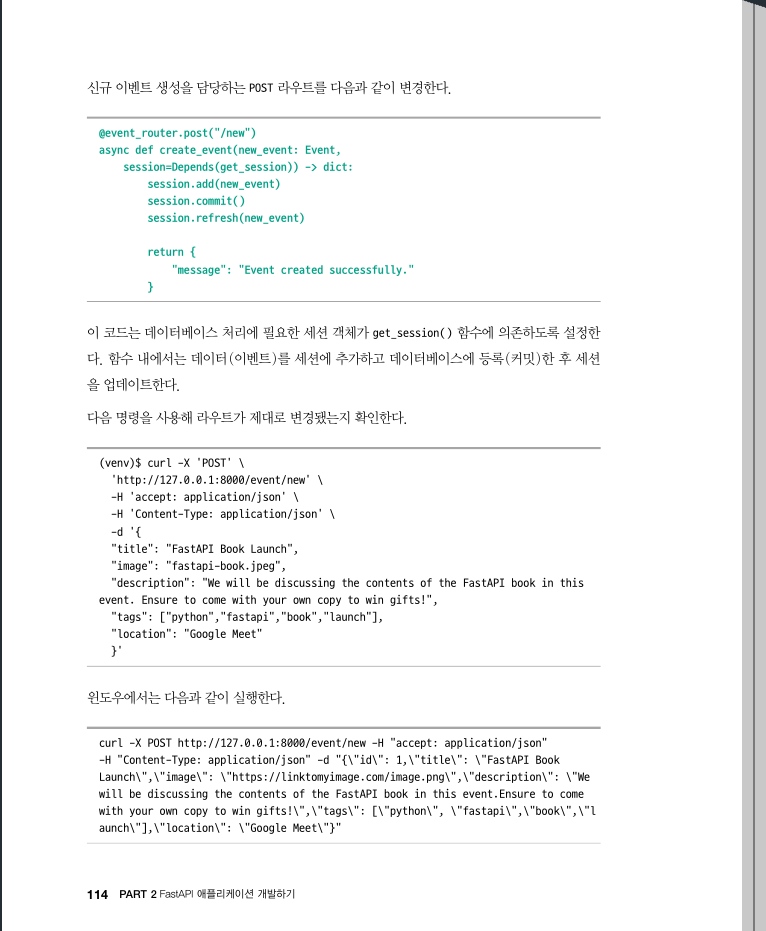 신규 이벤트 생성을 담당하는 POST 라우트를 다음과 같이 변경한다.
@event_router.post("/new")
async def create_event(new_event: Event,
    session=Depends(get_session)) -> dict:
        session.add(new_event)
        session.commit()
        session.refresh(new_event)

        return {
            "message": "Event created successfully."
        }
이 코드는 데이터베이스 처리에 필요한 세션 객체가 get_session() 함수에 의존하도록 설정한
다. 함수 내에서는 데이터(이벤트)를 세션에 추가하고 데이터베이스에 등록(커밋)한 후 세션
을 업데이트한다.
다음 명령을 사용해 라우트가 제대로 변경됐는지 확인한다.
(venv)$ curl -X 'POST' \
  'http://127.0.0.1:8000/event/new' \
  -H 'accept: application/json' \
  -H 'Content-Type: application/json' \
  -d '{
  "title": "FastAPI Book Launch",
  "image": "fastapi-book.jpeg",
  "description": "We will be discussing the contents of the FastAPI book in this
event. Ensure to come with your own copy to win gifts!",
  "tags": ["python","fastapi","book","launch"],
  "location": "Google Meet"
  }'
윈도우에서는 다음과 같이 실행한다.
curl -X POST http://127.0.0.1:8000/event/new -H "accept: application/json"
-H "Content-Type: application/json" -d "{\"id\": 1,\"title\": \"FastAPI Book
Launch\",\"image\": \"https://linktomyimage.com/image.png\",\"description\": \"We
will be discussing the contents of the FastAPI book in this event.Ensure to come
with your own copy to win gifts!\",\"tags\": [\"python\", \"fastapi\",\"book\",\"l
aunch\"],\"location\": \"Google Meet\"}"
114 PART 2 FastAPI 애플리케이션 개발하기